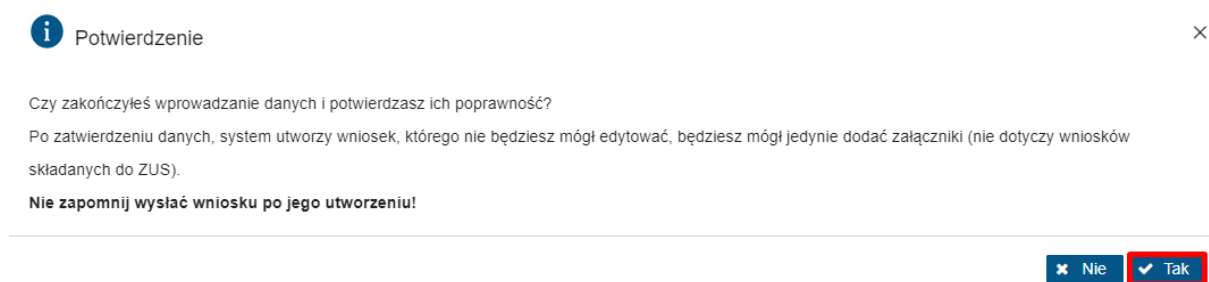 Potwierdzenie
Czy zakończyłeś wprowadzanie danych i potwierdzasz ich poprawność?
Po zatwierdzeniu danych, system utworzy wniosek, którego nie będziesz mógł edytować, będziesz mógł jedynie dodać załączniki (nie dotyczy wniosków
składanych do ZUS).
Nie zapomnij wysłać wniosku po jego utworzeniu!
Nie Tak